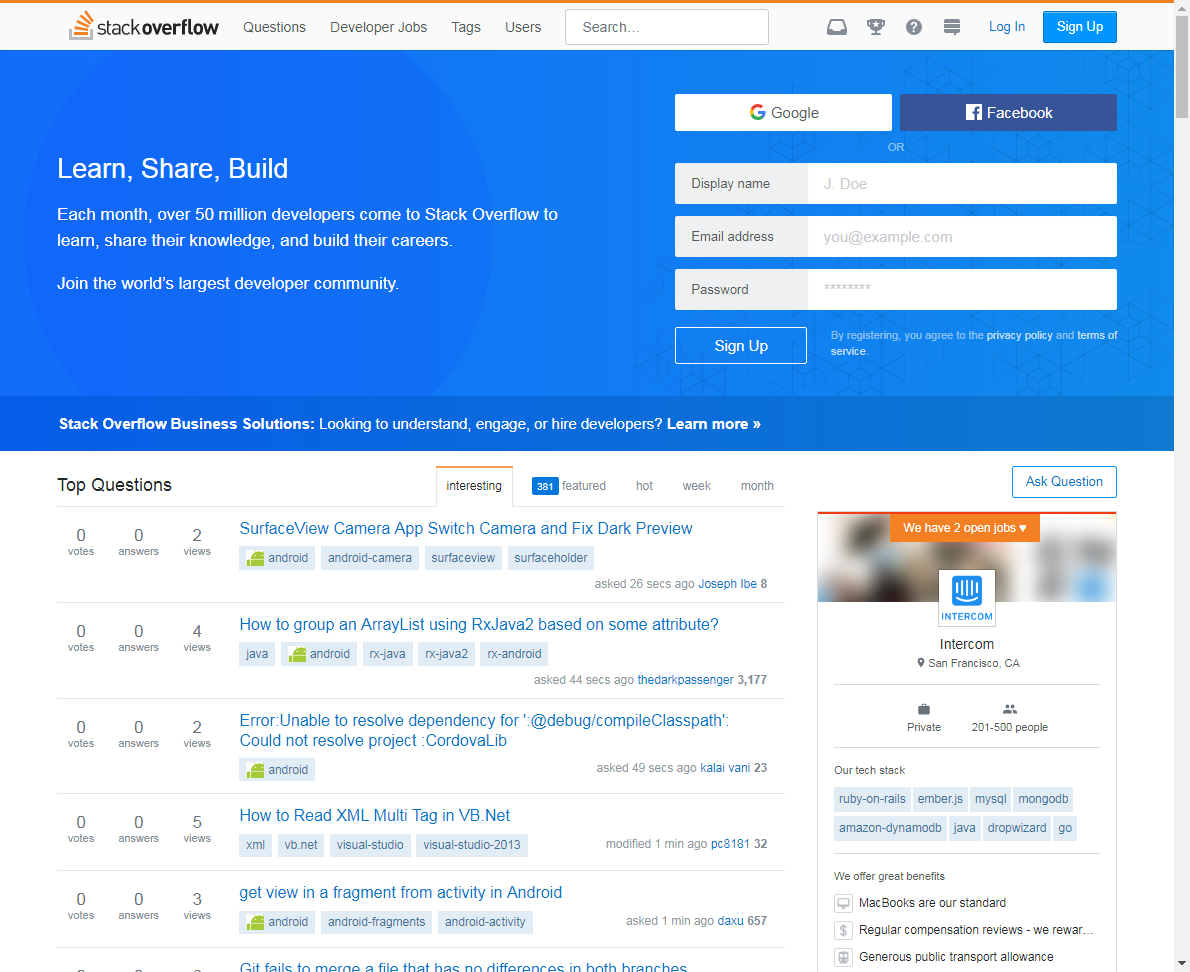 stackoverflow Questions Developer Jobs Tags Users Search... Log In Sign Up
Google Facebook
OR
Learn, Share, Build
Each month, over 50 million developers come to Stack Overflow to
learn, share their knowledge, and build their careers.
Join the world's largest developer community.
Display name J. Doe
Email address you@example.com
Password ********
Sign Up
By registering, you agree to the privacy policy and terms of
service.
Stack Overflow Business Solutions: Looking to understand, engage, or hire developers? Learn more »
Top Questions interesting 381 featured hot week month
Ask Question
0 votes 0 answers 2 views
SurfaceView Camera App Switch Camera and Fix Dark Preview
android android-camera surfaceview surfaceholder
asked 26 secs ago Joseph Ibe 8
0 votes 0 answers 4 views
How to group an ArrayList using RxJava2 based on some attribute?
java android rx-java rx-java2 rx-android
asked 44 secs ago thedarkpassenger 3,177
0 votes 0 answers 2 views
Error:Unable to resolve dependency for ':@debug/compileClasspath':
Could not resolve project :CordovaLib
android
asked 49 secs ago kalai vani 23
0 votes 0 answers 5 views
How to Read XML Multi Tag in VB.Net
xml vb.net visual-studio visual-studio-2013
modified 1 min ago pc8181 32
0 votes 0 answers 3 views
get view in a fragment from activity in Android
android android-fragments android-activity
asked 1 min ago daxu 657
Git fails to merge a file that has no differences in both branches
We have 2 open jobs ♥
INTERCOM
Intercom
San Francisco, CA
Private 201-500 people
Our tech stack
ruby-on-rails ember.js mysql mongodb
amazon-dynamodb java dropwizard go
We offer great benefits
MacBooks are our standard
Regular compensation reviews - we rewar...
Generous public transport allowance